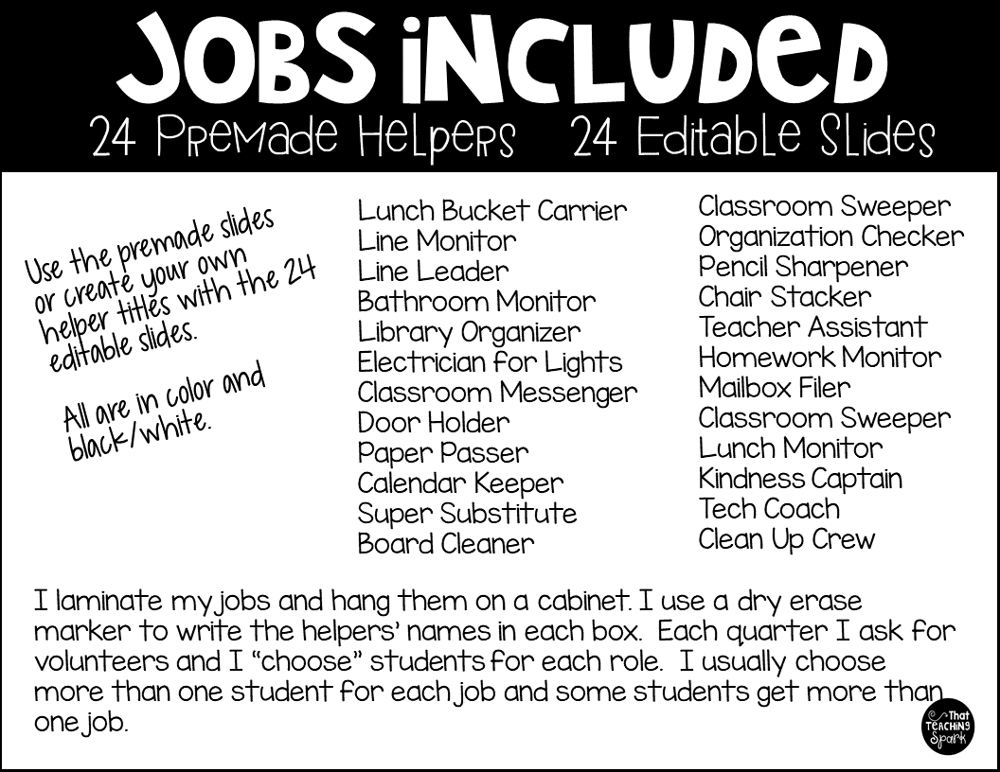 JOBS iNCLUDeD
24 Premade Helpers 24 Editable Slides
Use the premade slides
or create your own
helper titles with the 24
editable slides.
All are in color and
black/white.
Lunch Bucket Carrier
Line Monitor
Line Leader
Bathroom Monitor
Library Organizer
Electrician for Lights
Classroom Messenger
Door Holder
Paper Passer
Calendar Keeper
Super Substitute
Board Cleaner
Classroom Sweeper
Organization Checker
Pencil Sharpener
Chair Stacker
Teacher Assistant
Homework Monitor
Mailbox Filer
Classroom Sweeper
Lunch Monitor
Kindness Captain
Tech Coach
Clean Up Crew
I laminate my jobs and hang them on a cabinet. I use a dry erase
marker to write the helpers’ names in each box. Each quarter I ask for
volunteers and I “choose” students for each role. I usually choose
more than one student for each job and some students get more than
one job.
That
Teaching
Spark